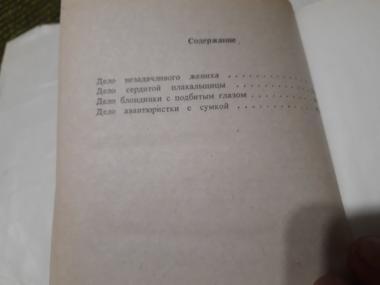 Содержание
Дело незадачливого жениха . . . . . . . . . .
Дело сердитой плакальщицы . . . . . . . . . .
Дело блондинки с подбитым глазом . . . . . . . .
Дело авантюристки с сумкой . . . . . . . . . .